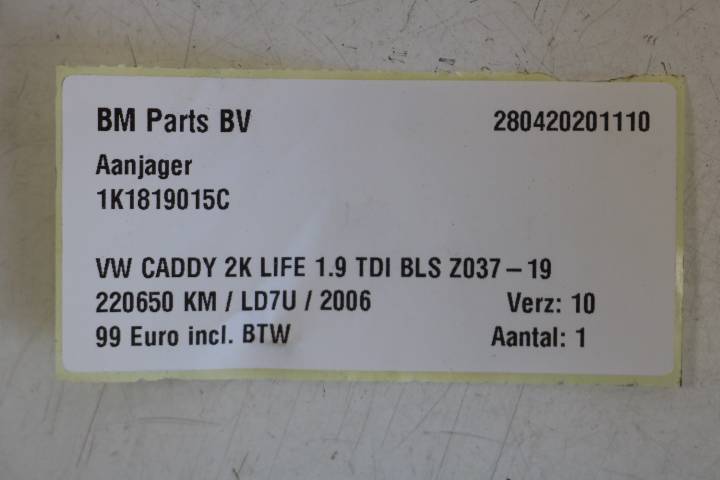 BM Parts BV 280420201110
Aanjager
1K1819015C
VW CADDY 2K LIFE 1.9 TDI BLS Z037 – 19
220650 KM / LD7U / 2006 Verz: 10
99 Euro incl. BTW Aantal: 1